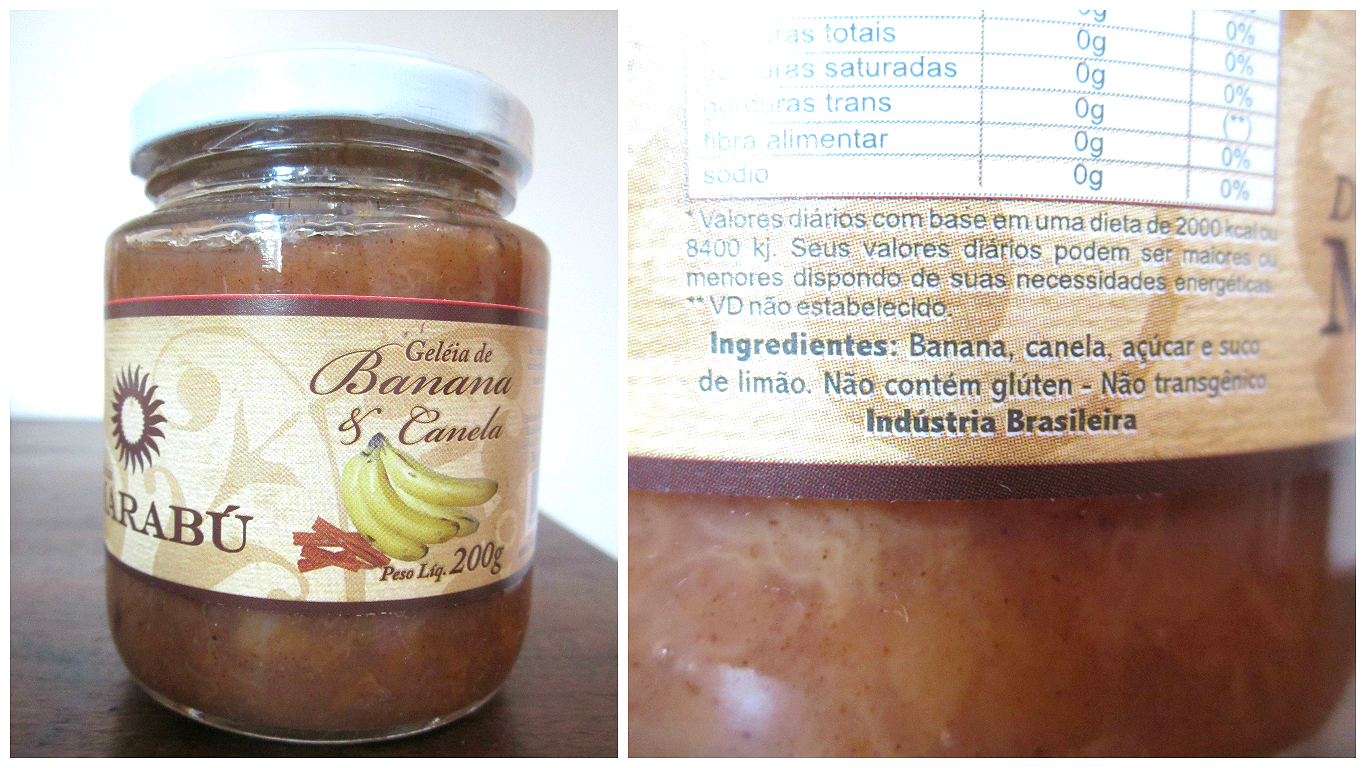 Geléia de
Banana
& Canela
ARABÚ
Peso Líq. 200g
totais 0g 0%
saturadas 0g 0%
gorduras trans 0g (**)
fibra alimentar 0g 0%
sódio 0g 0%
* Valores diários com base em uma dieta de 2000 kcal ou
8400 kj. Seus valores diários podem ser maiores ou
menores dispondo de suas necessidades energéticas.
** VD não estabelecido.
Ingredientes: Banana, canela, açúcar e suco
de limão. Não contém glúten - Não transgênico
Indústria Brasileira